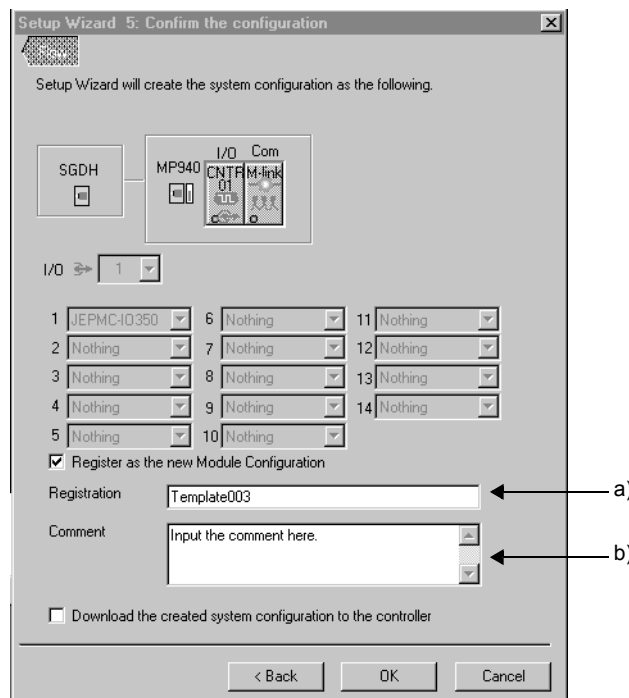 Setup Wizard 5: Confirm the configuration
Setup Wizard will create the system configuration as the following.
I/O Com
SGDH
MP940
CNTR M-link
01
c o
I/O 1
1 JEPMC-IO350 6 Nothing 11 Nothing
2 Nothing 7 Nothing 12 Nothing
3 Nothing 8 Nothing 13 Nothing
4 Nothing 9 Nothing 14 Nothing
5 Nothing 10 Nothing
Register as the new Module Configuration
Registration Template003
a)
Comment Input the comment here.
b)
Download the created system configuration to the controller
< Back OK Cancel